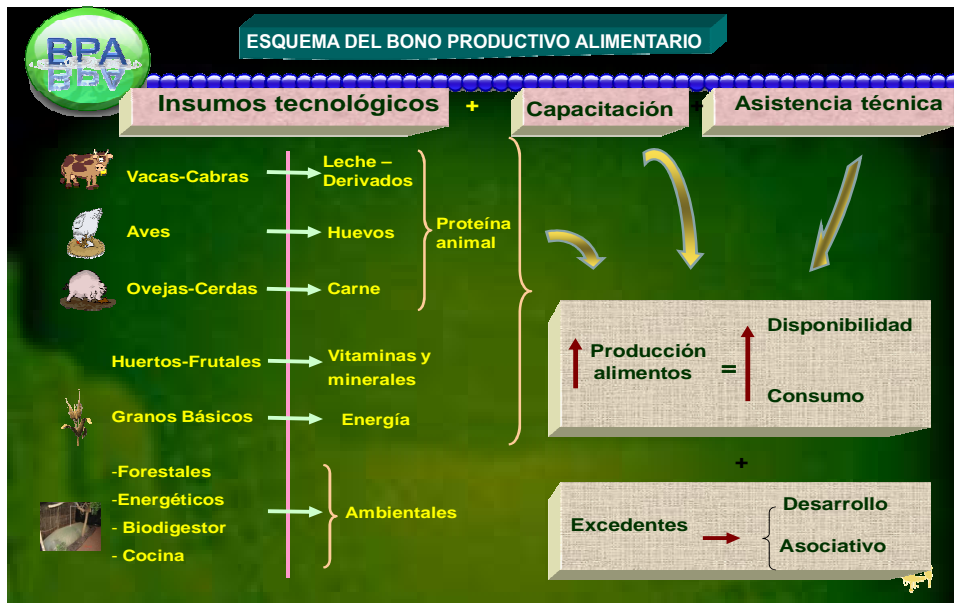 BPA
ESQUEMA DEL BONO PRODUCTIVO ALIMENTARIO
Insumos tecnológicos + Capacitación + Asistencia técnica
Vacas-Cabras
Leche –
Derivados
Aves
Huevos
Proteína
animal
Ovejas-Cerdas
Carne
Huertos-Frutales
Vitaminas y
minerales
Granos Básicos
Energía
-Forestales
-Energéticos
- Biodigestor
- Cocina
Ambientales
Producción
alimentos
=
Disponibilidad
Consumo
+
Excedentes
Desarrollo
Asociativo